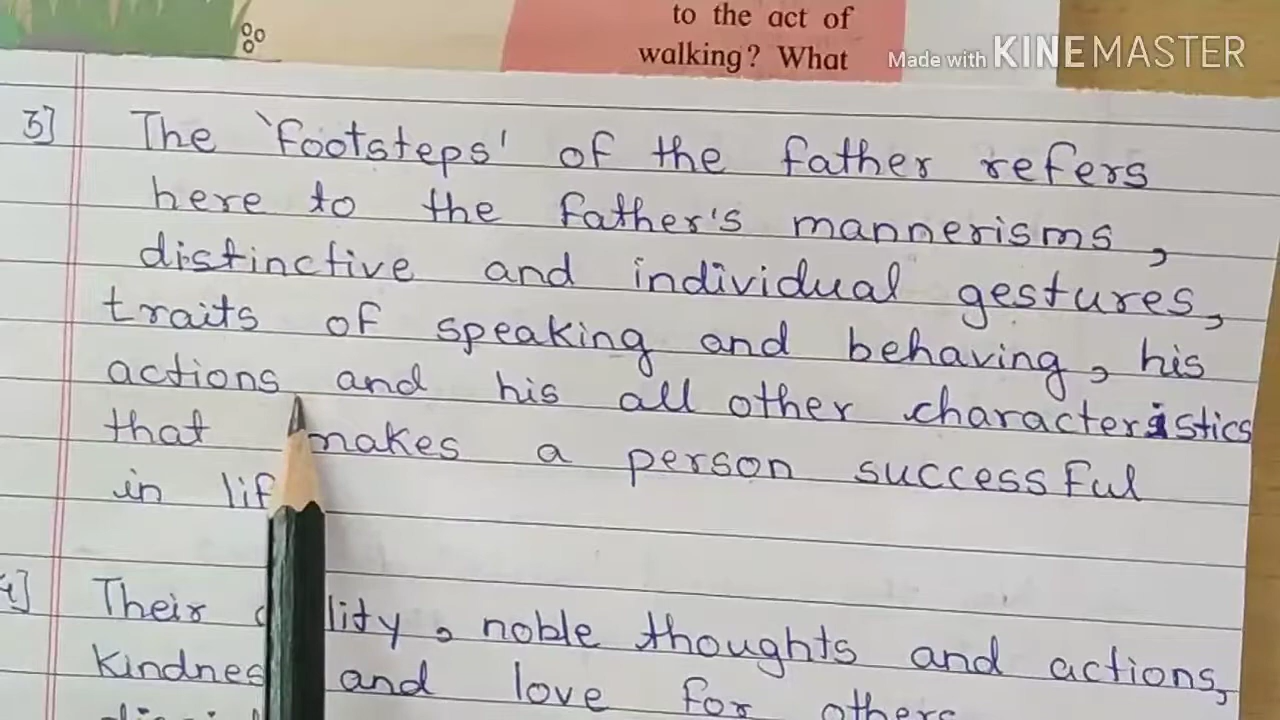 to the act of
walking? What
Made with KINEMASTER
3] The 'footsteps' of the father refers
here to the father's mannerisms,
distinctive and individual gestures,
traits of speaking and behaving, his
actions and his all other characteristics
that makes a person successful
in
4] Their noble thoughts and actions,
and love for others